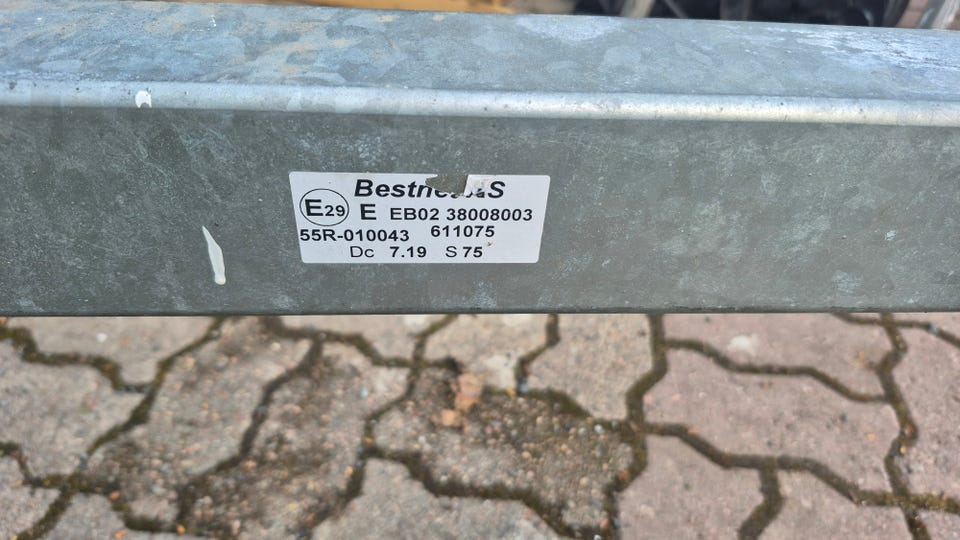 E29 E EB02 38008003
55R-010043 611075
Dc 7.19 S 75